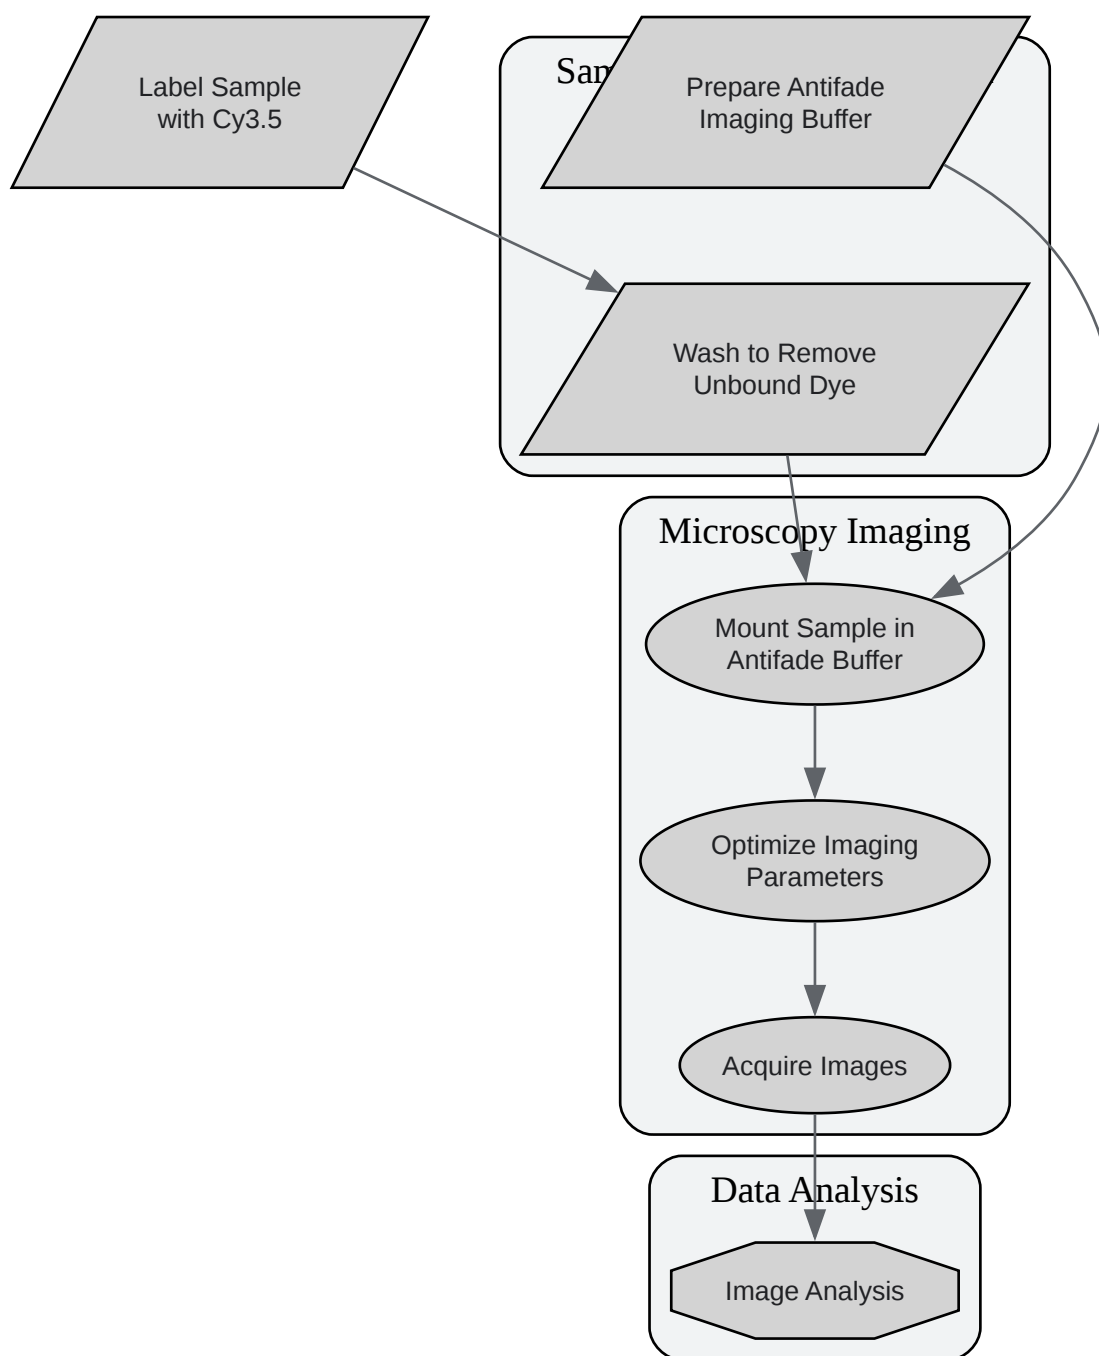 Label Sample
with Cy3.5
Prepare Antifade
Imaging Buffer
Wash to Remove
Unbound Dye
Microscopy Imaging
Mount Sample in
Antifade Buffer
Optimize Imaging
Parameters
Acquire Images
Data Analysis
Image Analysis